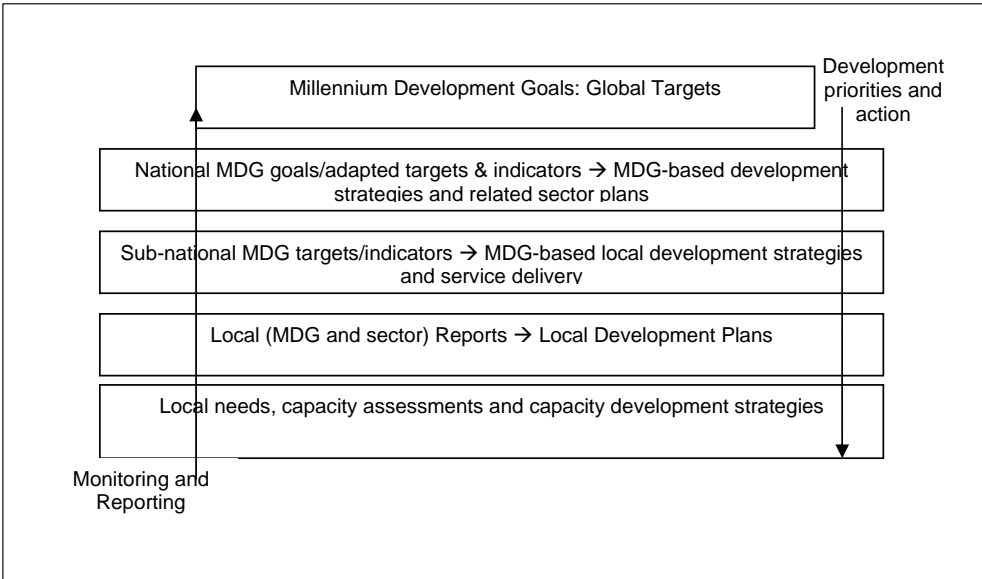 Millennium Development Goals: Global Targets
Development
priorities and
action
National MDG goals/adapted targets & indicators → MDG-based development
strategies and related sector plans
Sub-national MDG targets/indicators → MDG-based local development strategies
and service delivery
Local (MDG and sector) Reports → Local Development Plans
Local needs, capacity assessments and capacity development strategies
Monitoring and
Reporting